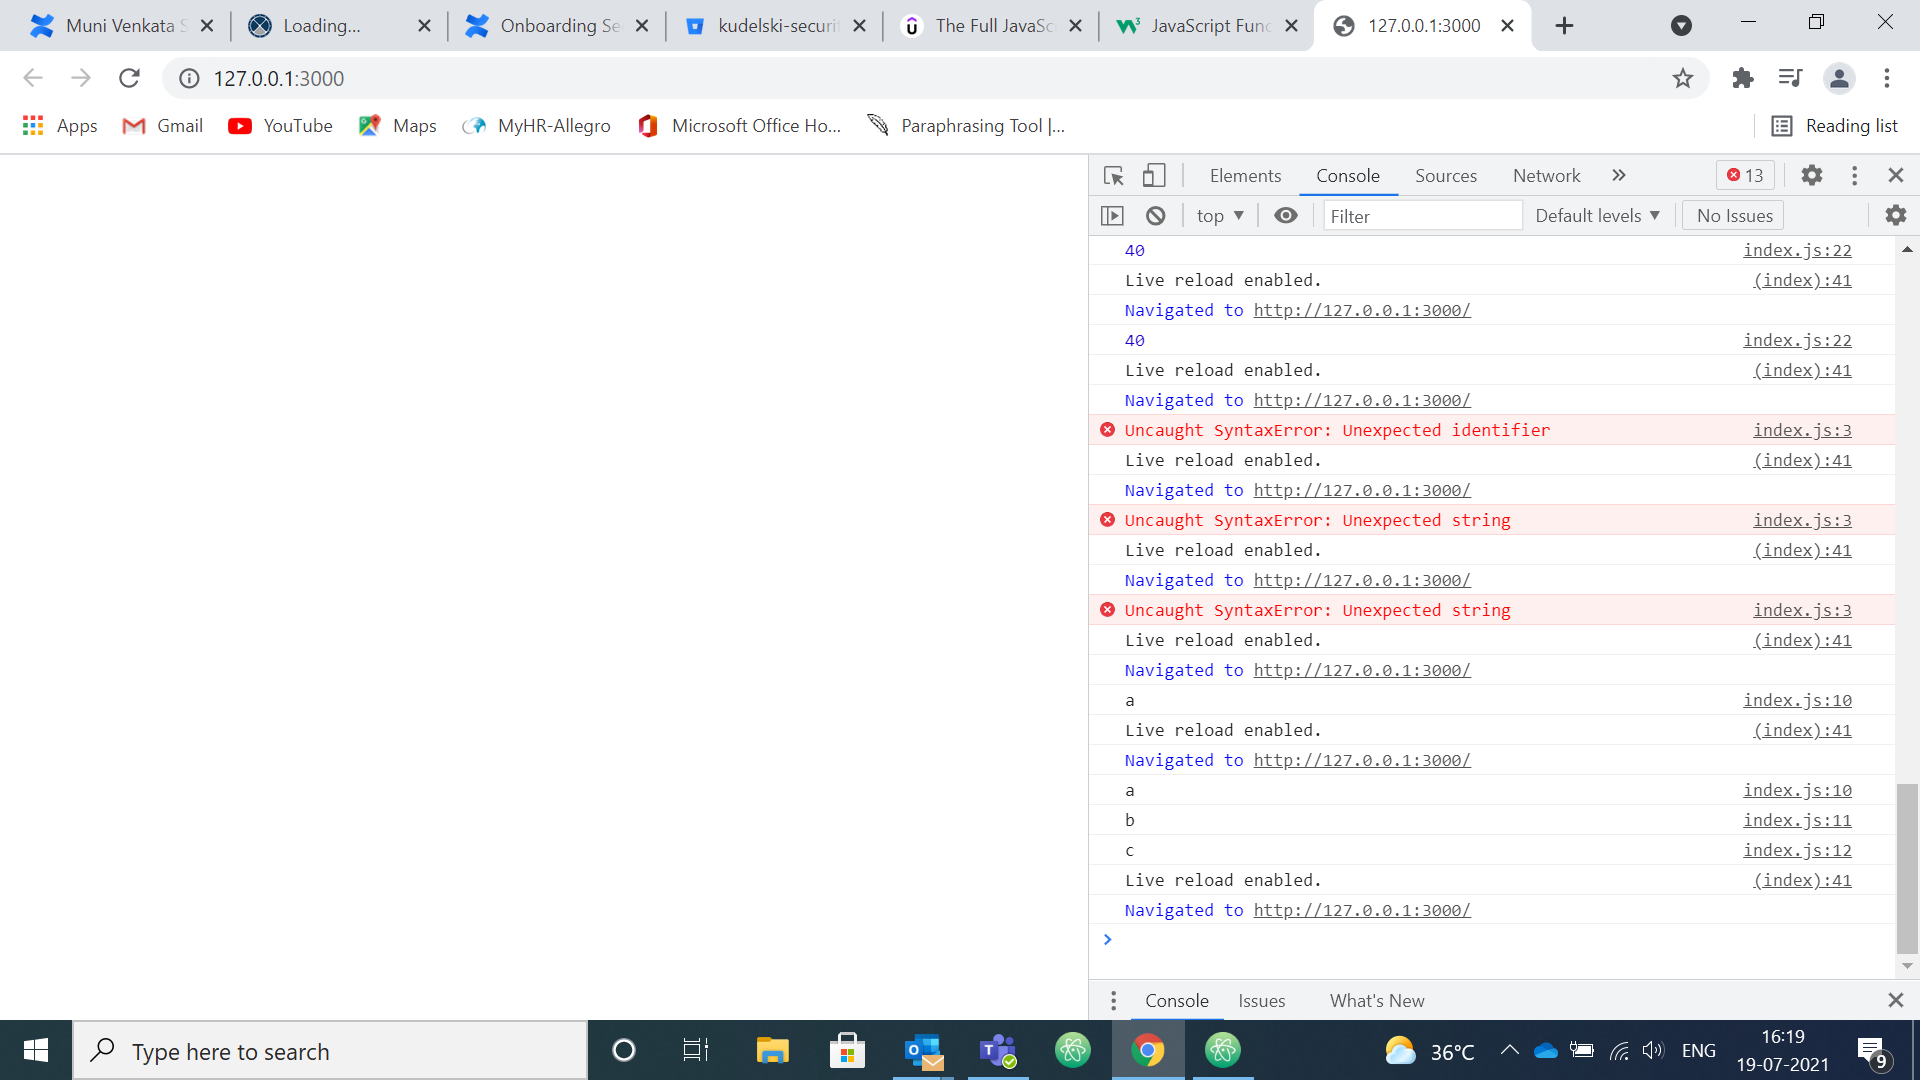 Muni Venkata S
Loading...
Onboarding Se
kudelski-securit
The Full JavaSc
JavaScript Func
127.0.0.1:3000
127.0.0.1:3000
Apps
Gmail
YouTube
Maps
MyHR-Allegro
Microsoft Office Ho...
Paraphrasing Tool |...
Reading list
Elements
Console
Sources
Network
13
top
Filter
Default levels
No Issues
40 index.js:22
Live reload enabled. (index):41
Navigated to http://127.0.0.1:3000/
40 index.js:22
Live reload enabled. (index):41
Navigated to http://127.0.0.1:3000/
Uncaught SyntaxError: Unexpected identifier index.js:3
Live reload enabled. (index):41
Navigated to http://127.0.0.1:3000/
Uncaught SyntaxError: Unexpected string index.js:3
Live reload enabled. (index):41
Navigated to http://127.0.0.1:3000/
Uncaught SyntaxError: Unexpected string index.js:3
Live reload enabled. (index):41
Navigated to http://127.0.0.1:3000/
a index.js:10
Live reload enabled. (index):41
Navigated to http://127.0.0.1:3000/
a index.js:10
b index.js:11
c index.js:12
Live reload enabled. (index):41
Navigated to http://127.0.0.1:3000/
Console
Issues
What's New
Type here to search
36°C
ENG
16:19
19-07-2021
9